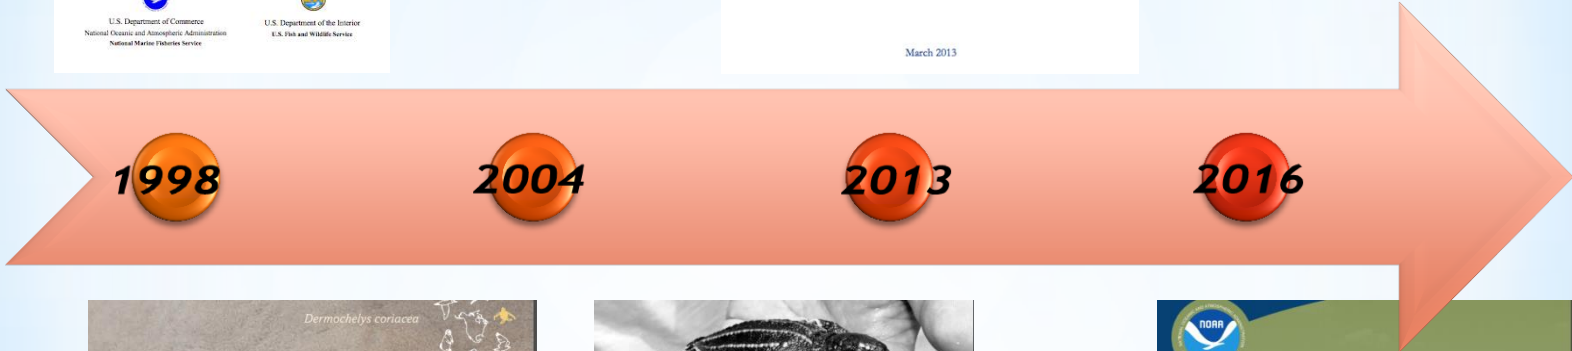 U.S. Department of Commerce
National Oceanic and Atmospheric Administration
National Marine Fisheries Service
U.S. Department of the Interior
U.S. Fish and Wildlife Service
March 2013
1998
2004
2013
2016
Dermochelys coriacea
NOAA